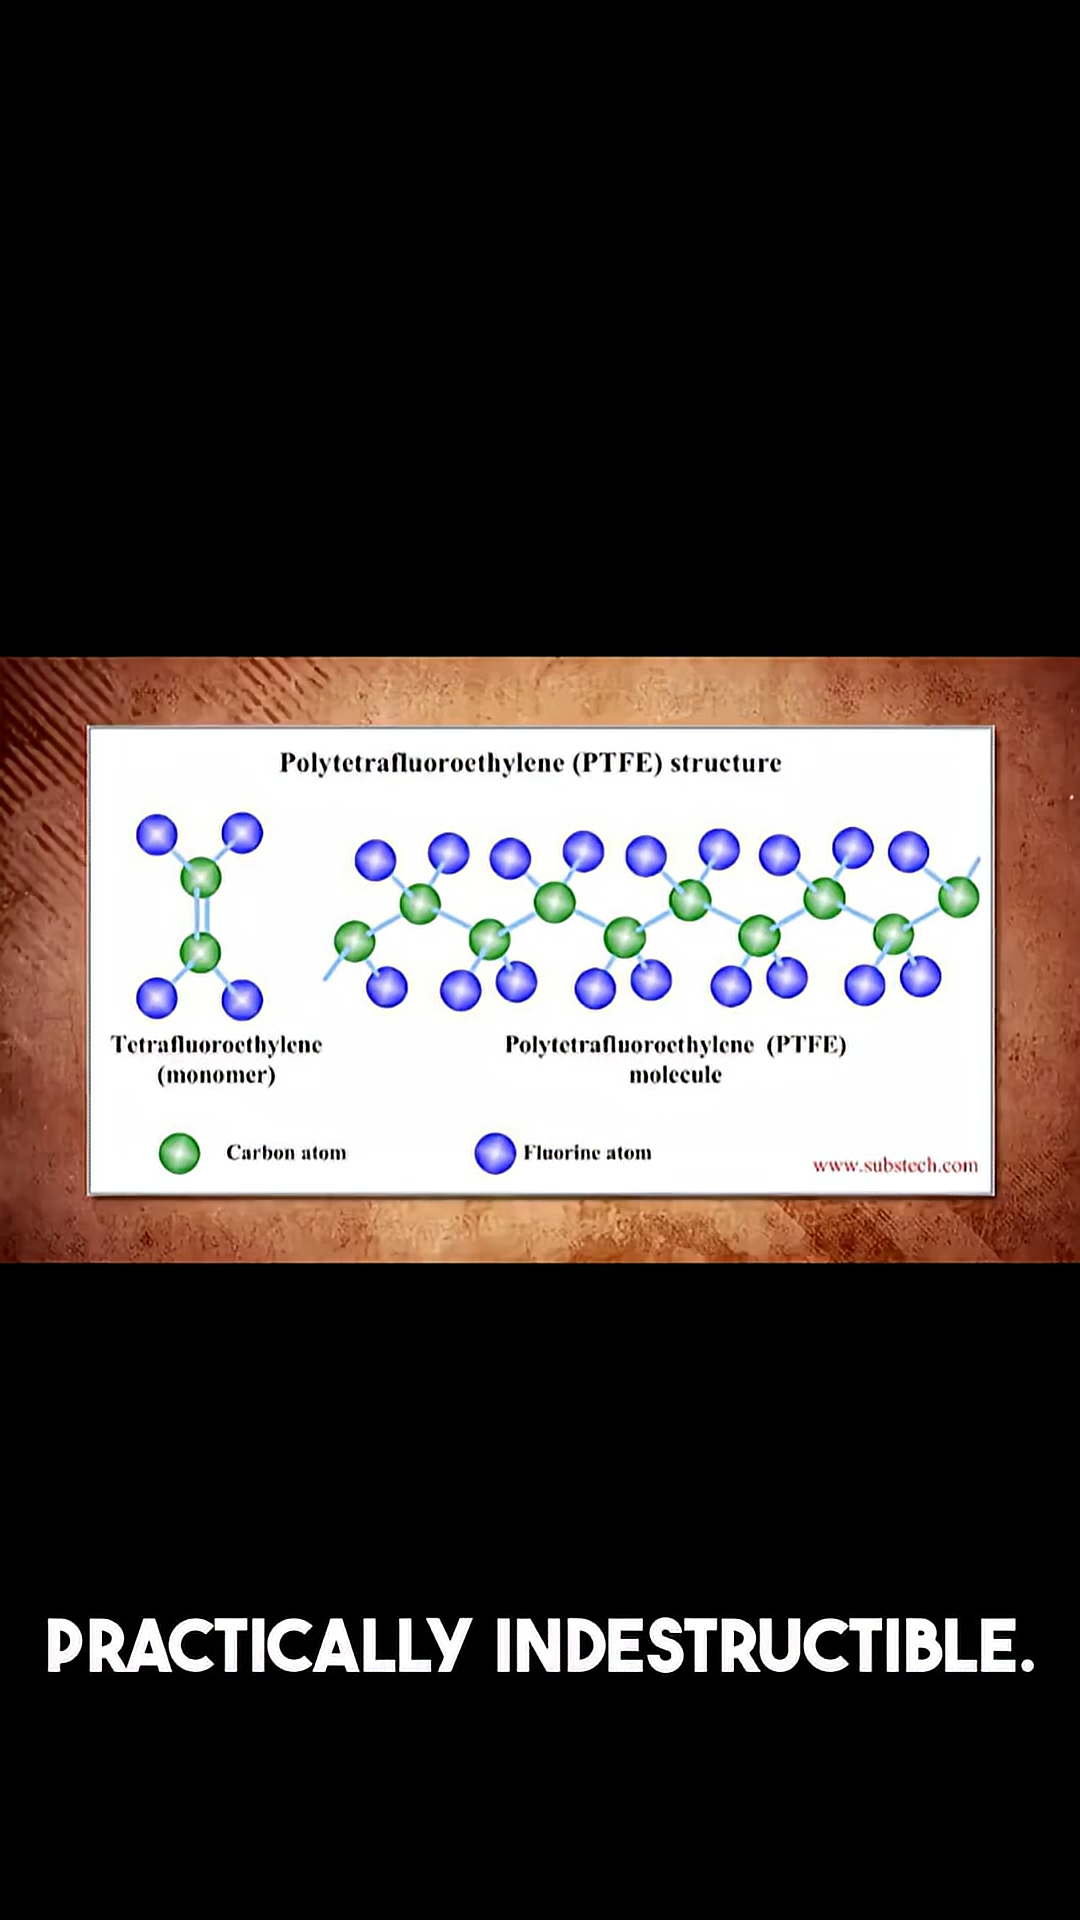 Polytetrafluoroethylene (PTFE) structure
Tetrafluoroethylene
(monomer)
Polytetrafluoroethylene (PTFE)
molecule
Carbon atom
Fluorine atom
www.substech.com
PRACTICALLY INDESTRUCTIBLE.